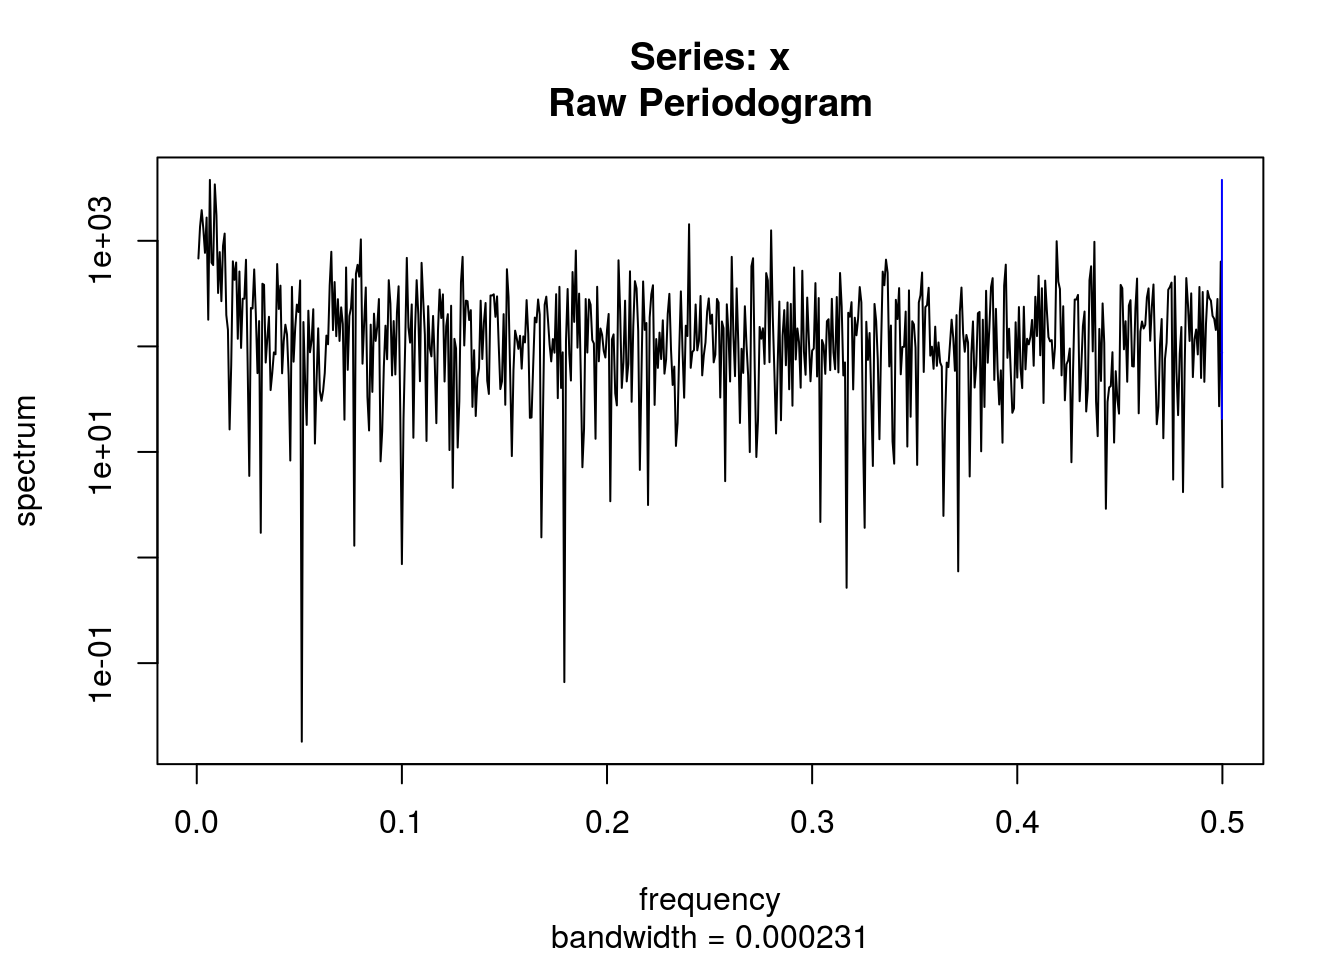 Series: x
Raw Periodogram
spectrum
1e+03
1e+01
1e-01
0.0 0.1 0.2 0.3 0.4 0.5
frequency
bandwidth = 0.000231